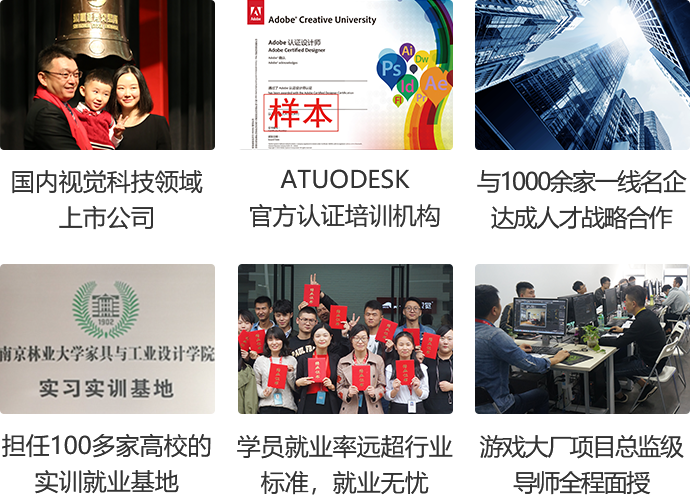 Adobe
Adobe® Creative University
Adobe 认证设计师
Adobe Certified Designer
Ai
Dw
Ps
Id
Ae
Fl
Pr
样本
国内视觉科技领域
上市公司
ATUODESK
官方认证培训机构
与1000余家一线名企
达成人才战略合作
1902
南京林业大学家具与工业设计学院
实习实训基地
担任100多家高校的
实训就业基地
学员就业率远超行业
标准，就业无忧
游戏大厂项目总监级
导师全程面授